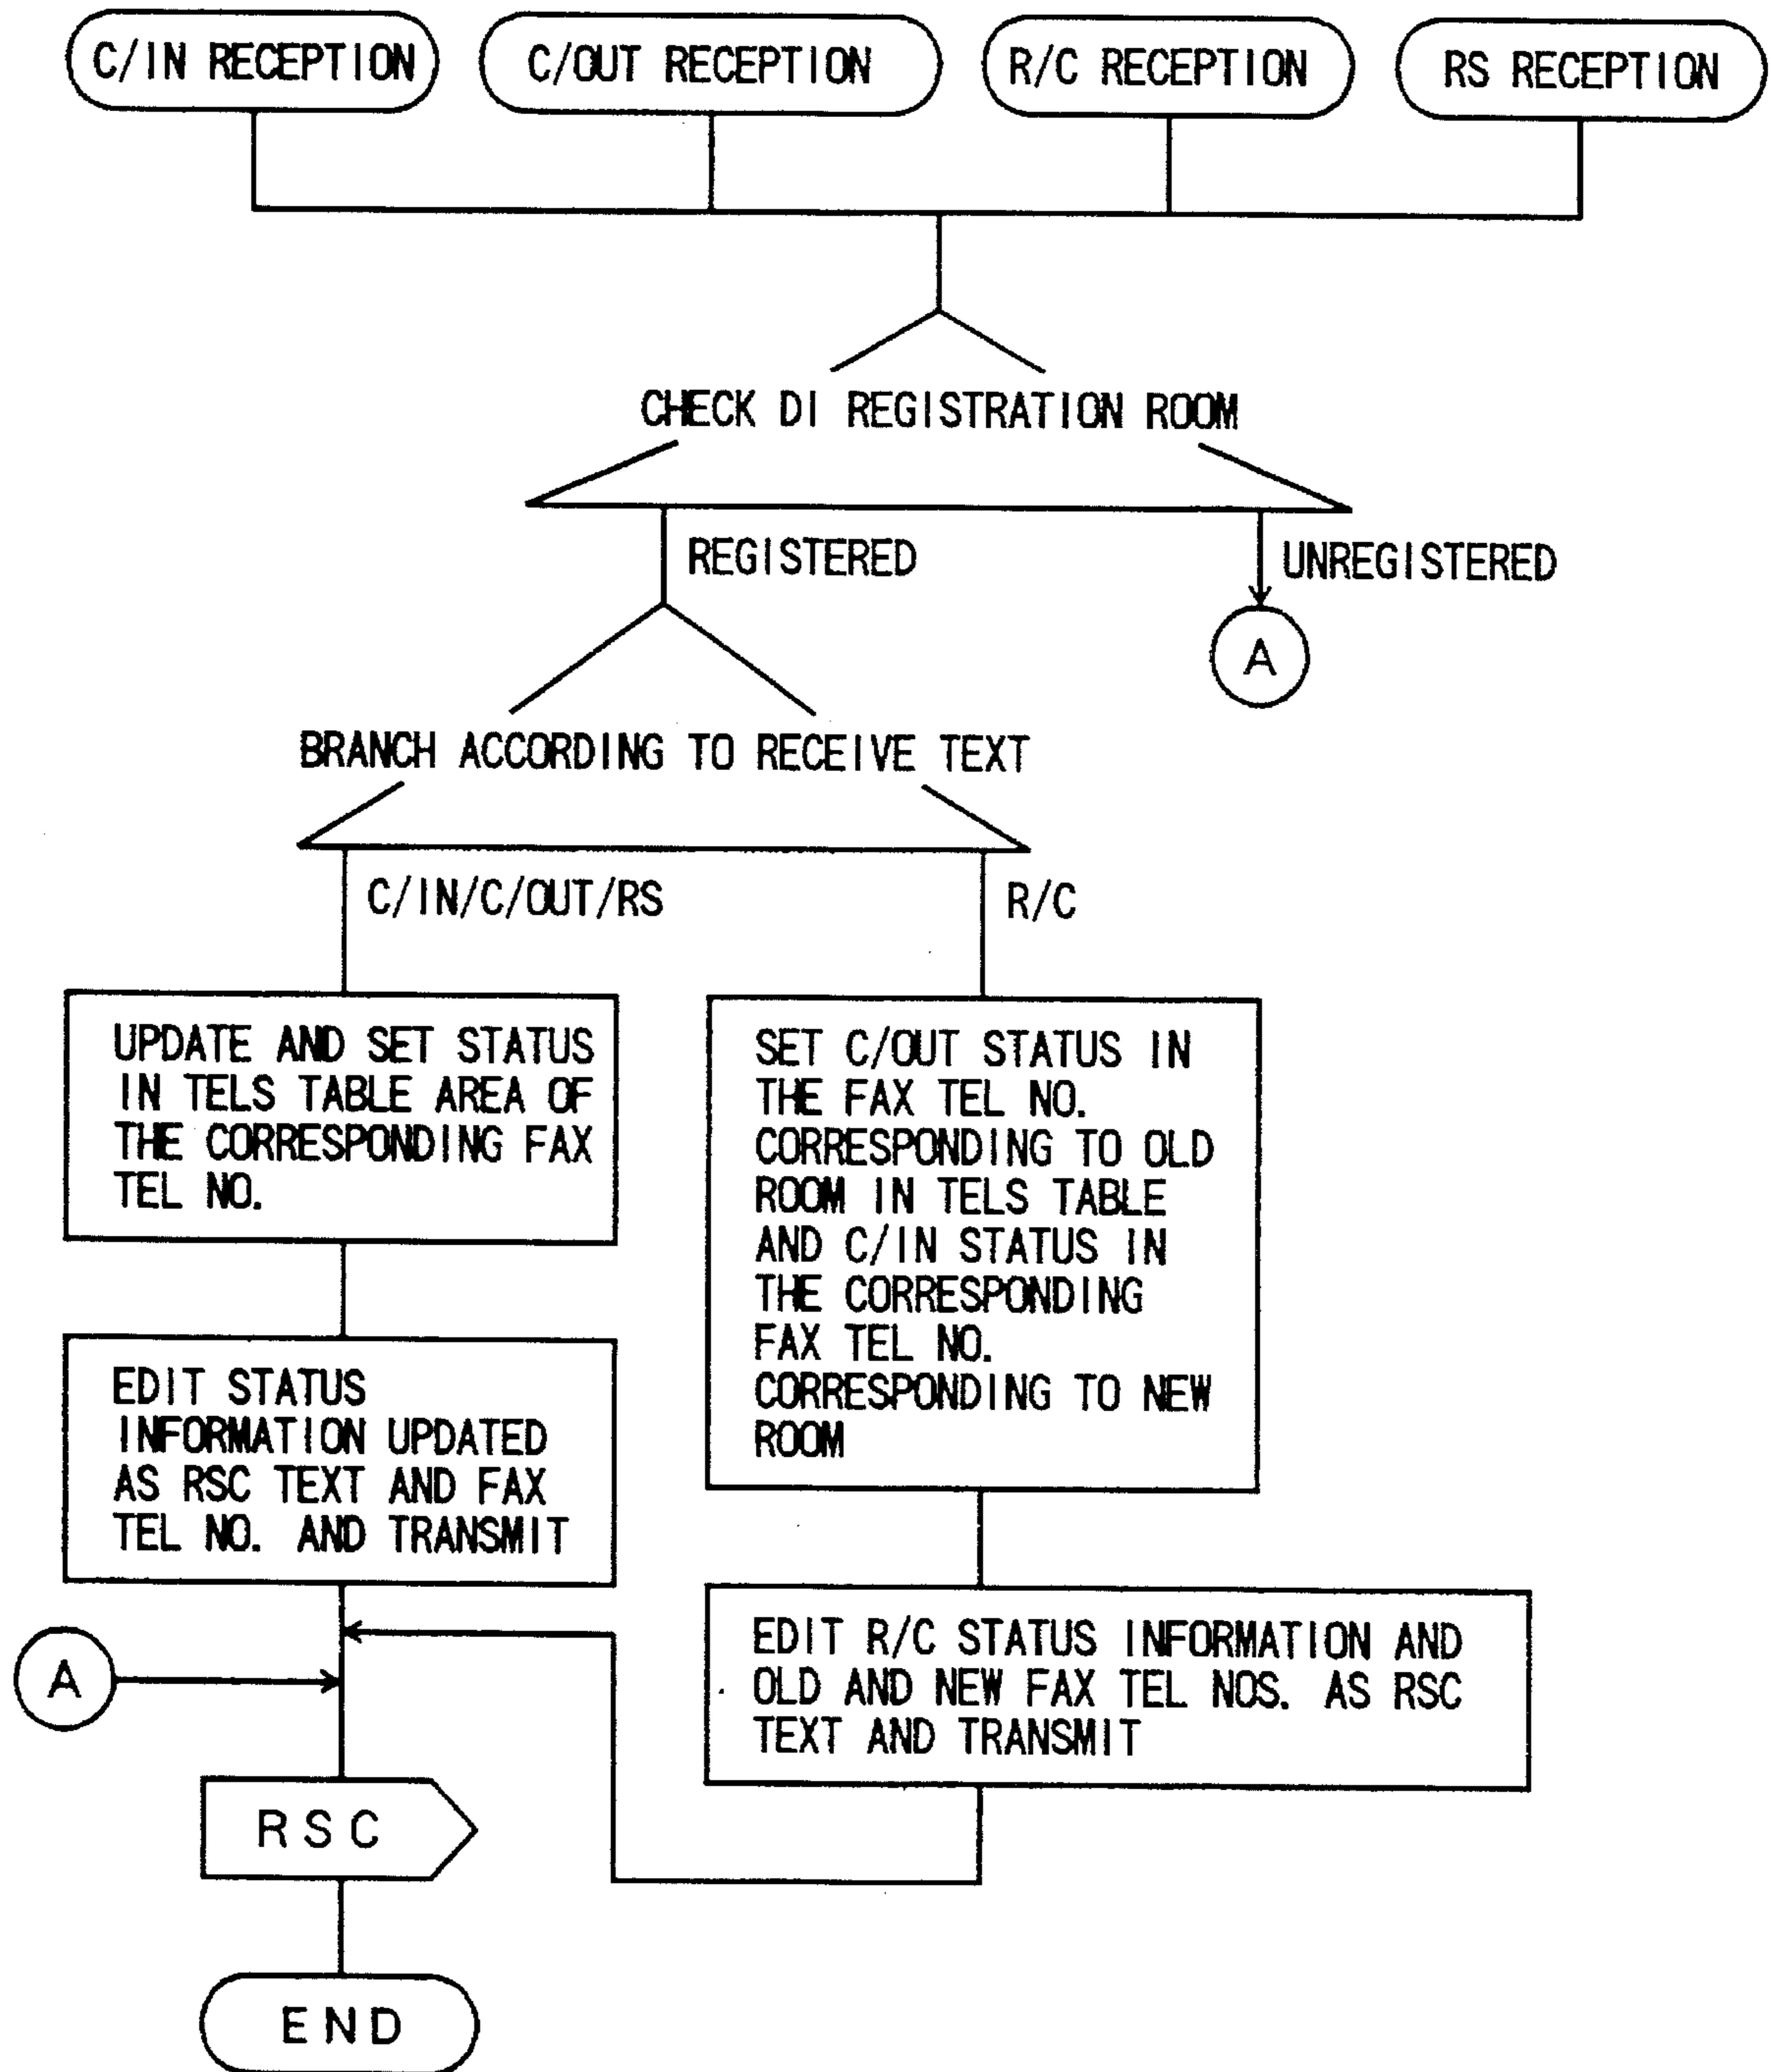 C/IN RECEPTION
C/OUT RECEPTION
R/C RECEPTION
RS RECEPTION
CHECK DI REGISTRATION ROOM
REGISTERED
UNREGISTERED
A
BRANCH ACCORDING TO RECEIVE TEXT
C/IN/C/OUT/RS
R/C
UPDATE AND SET STATUS
IN TELS TABLE AREA OF
THE CORRESPONDING FAX
TEL NO.
SET C/OUT STATUS IN
THE FAX TEL NO.
CORRESPONDING TO OLD
ROOM IN TELS TABLE
AND C/IN STATUS IN
THE CORRESPONDING
FAX TEL NO.
CORRESPONDING TO NEW
ROOM
EDIT STATUS
INFORMATION UPDATED
AS RSC TEXT AND FAX
TEL NO. AND TRANSMIT
EDIT R/C STATUS INFORMATION AND
OLD AND NEW FAX TEL NOS. AS RSC
TEXT AND TRANSMIT
A
RSC
END